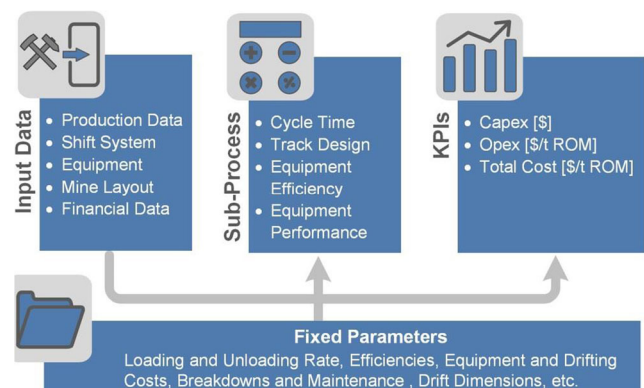 Input Data
• Production Data
• Shift System
• Equipment
• Mine Layout
• Financial Data
Sub-Process
• Cycle Time
• Track Design
• Equipment
Efficiency
• Equipment
Performance
KPIs
• Capex [$]
• Opex [$/t ROM]
• Total Cost [$/t ROM]
Fixed Parameters
Loading and Unloading Rate, Efficiencies, Equipment and Drifting
Costs, Breakdowns and Maintenance , Drift Dimensions, etc.